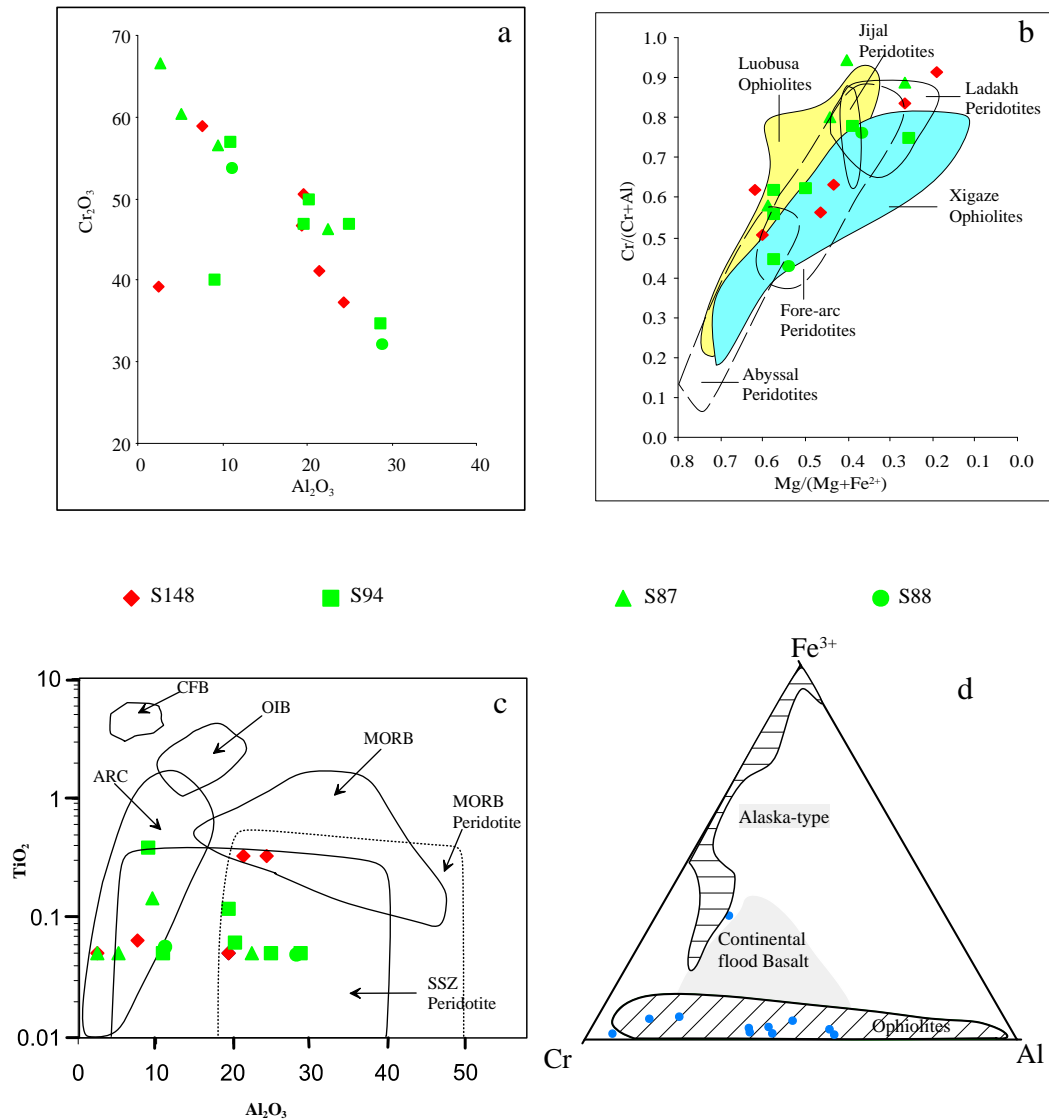 a
70
60
50
40
30
20
Cr₂O₃
0
10
20
30
40
Al₂O₃
b
1.0
0.9
0.8
0.7
0.6
0.5
0.4
0.3
0.2
0.1
0.0
Cr/(Cr+Al)
Jijal
Peridotites
Luobusa
Ophiolites
Ladakh
Peridotites
Xigaze
Ophiolites
Fore-arc
Peridotites
Abyssal
Peridotites
0.8
0.7
0.6
0.5
0.4
0.3
0.2
0.1
0.0
Mg/(Mg+Fe²⁺)
S148
S94
S87
S88
c
10
1
0.1
0.01
TiO₂
CFB
OIB
MORB
ARC
MORB
Peridotite
SSZ
Peridotite
0
10
20
30
40
50
Al₂O₃
d
Fe³⁺
Alaska-type
Continental
flood Basalt
Ophiolites
Cr
Al